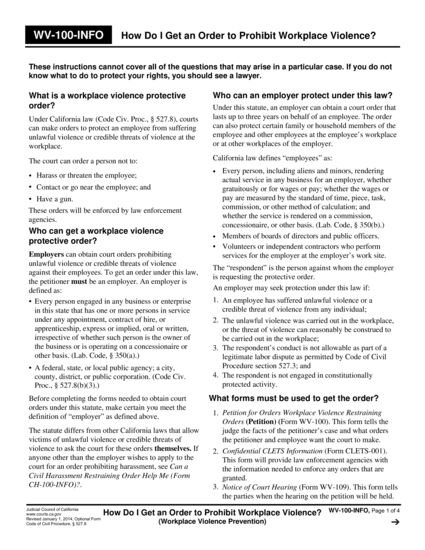 WV-100-INFO How Do I Get an Order to Prohibit Workplace Violence?
These instructions cannot cover all of the questions that may arise in a particular case. If you do not
know what to do to protect your rights, you should see a lawyer.
What is a workplace violence protective
order?
Under California law (Code Civ. Proc., § 527.8), courts
can make orders to protect an employee from suffering
unlawful violence or credible threats of violence at the
workplace.
The court can order a person not to:
• Harass or threaten the employee;
• Contact or go near the employee; and
• Have a gun.
These orders will be enforced by law enforcement
agencies.
Who can get a workplace violence
protective order?
Employers can obtain court orders prohibiting
unlawful violence or credible threats of violence
against their employees. To get an order under this law,
the petitioner must be an employer. An employer is
defined as:
• Every person engaged in any business or enterprise
in this state that has one or more persons in service
under any appointment, contract of hire, or
apprenticeship, express or implied, oral or written,
irrespective of whether such person is the owner of
the business or is operating on a concessionaire or
other basis. (Lab. Code, § 350(a).)
• A federal, state, or local public agency; a city,
county, district, or public corporation. (Code Civ.
Proc., § 527.8(b)(3).)
Before completing the forms needed to obtain court
orders under this statute, make certain you meet the
definition of “employer” as defined above.
The statute differs from other California laws that allow
victims of unlawful violence or credible threats of
violence to ask the court for these orders themselves. If
anyone other than the employer wishes to apply to the
court for an order prohibiting harassment, see Can a
Civil Harassment Restraining Order Help Me (Form
CH-100-INFO)?.
Who can an employer protect under this law?
Under this statute, an employer can obtain a court order that
lasts up to three years on behalf of an employee. The order
can also protect certain family or household members of the
employee and other employees at the employee’s workplace
or at other workplaces of the employer.
California law defines “employees” as:
• Every person, including aliens and minors, rendering
actual service in any business for an employer, whether
gratuitously or for wages or pay; whether the wages or
pay are measured by the standard of time, piece, task,
commission, or other method of calculation; and
whether the service is rendered on a commission,
concessionaire, or other basis. (Lab. Code, § 350(b).)
• Members of boards of directors and public officers.
• Volunteers or independent contractors who perform
services for the employer at the employer’s work site.
The “respondent” is the person against whom the employer
is requesting the protective order.
An employer may seek protection under this law if:
1. An employee has suffered unlawful violence or a
credible threat of violence from any individual;
2. The unlawful violence was carried out in the workplace,
or the threat of violence can reasonably be construed to
be carried out in the workplace;
3. The respondent’s conduct is not allowable as part of a
legitimate labor dispute as permitted by Code of Civil
Procedure section 527.3; and
4. The respondent is not engaged in constitutionally
protected activity.
What forms must be used to get the order?
1. Petition for Orders Workplace Violence Restraining
Orders (Petition) (Form WV-100). This form tells the
judge the facts of the petitioner’s case and what orders
the petitioner and employee want the court to make.
2. Confidential CLETS Information (Form CLETS-001).
This form will provide law enforcement agencies with
the information needed to enforce any orders that are
granted.
3. Notice of Court Hearing (Form WV-109). This form tells
the parties when the hearing on the petition will be held.
Judicial Council of California
www.courts.ca.gov
Revised January 1, 2014, Optional Form
Code of Civil Procedure, § 527.8
How Do I Get an Order to Prohibit Workplace Violence?
(Workplace Violence Prevention)
WV-100-INFO, Page 1 of 4
→